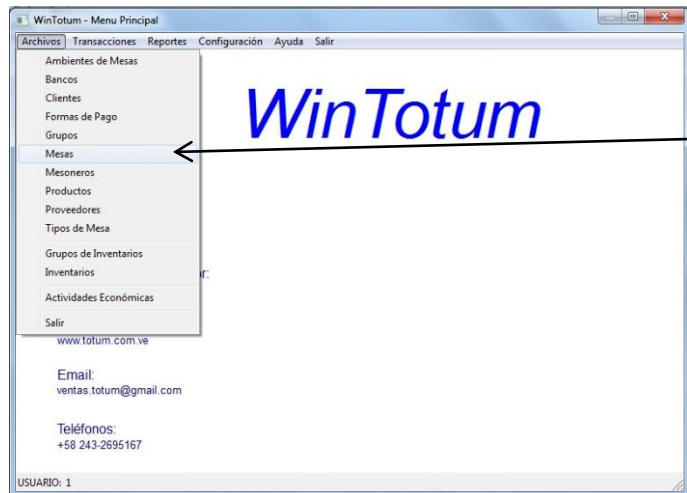 WinTotum - Menu Principal
Archivos Transacciones Reportes Configuración Ayuda Salir
Ambientes de Mesas
Bancos
Clientes
Formas de Pago
Grupos
Mesas
Mesoneros
Productos
Proveedores
Tipos de Mesa
Grupos de Inventarios
Inventarios
Actividades Económicas
Salir
WinTotum
r:
www.totum.com.ve
Email:
ventas.totum@gmail.com
Teléfonos:
+58 243-2695167
USUARIO: 1